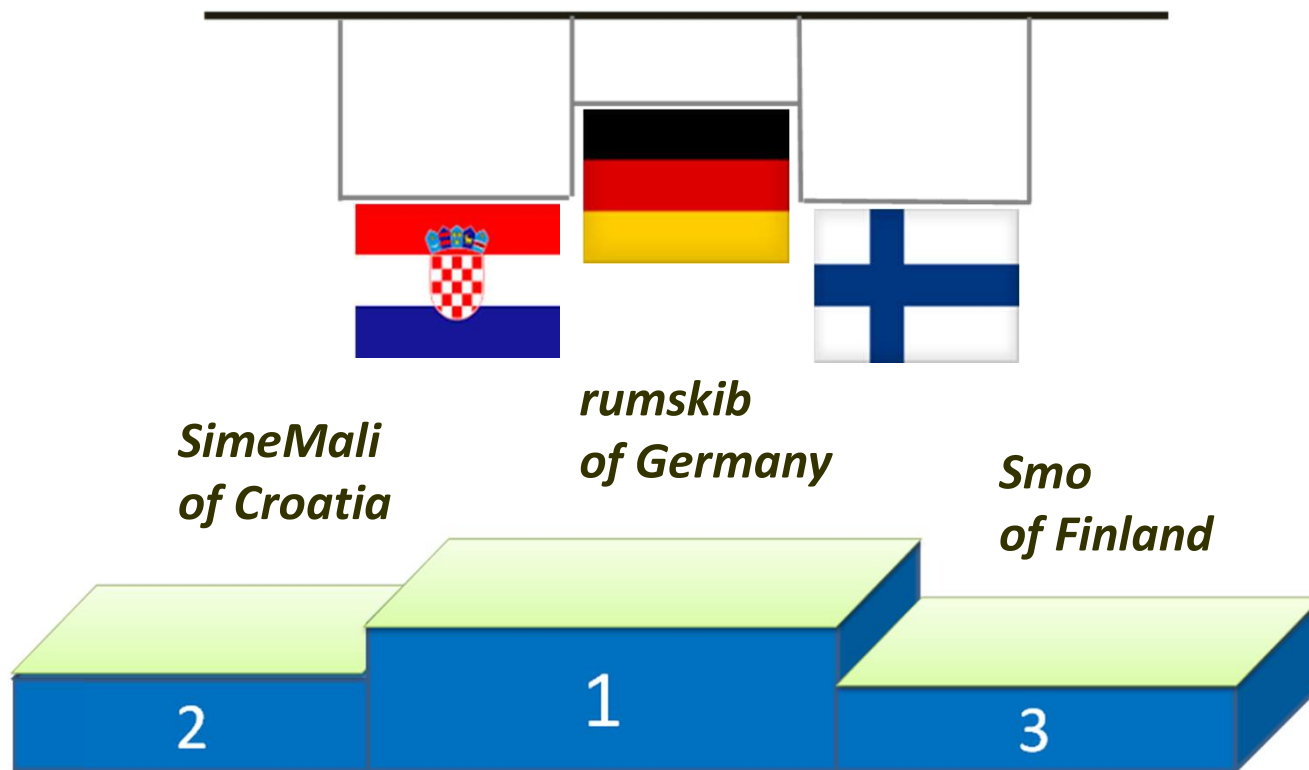 rumskib
of Germany
SimeMali
of Croatia
Smo
of Finland
1
2
3